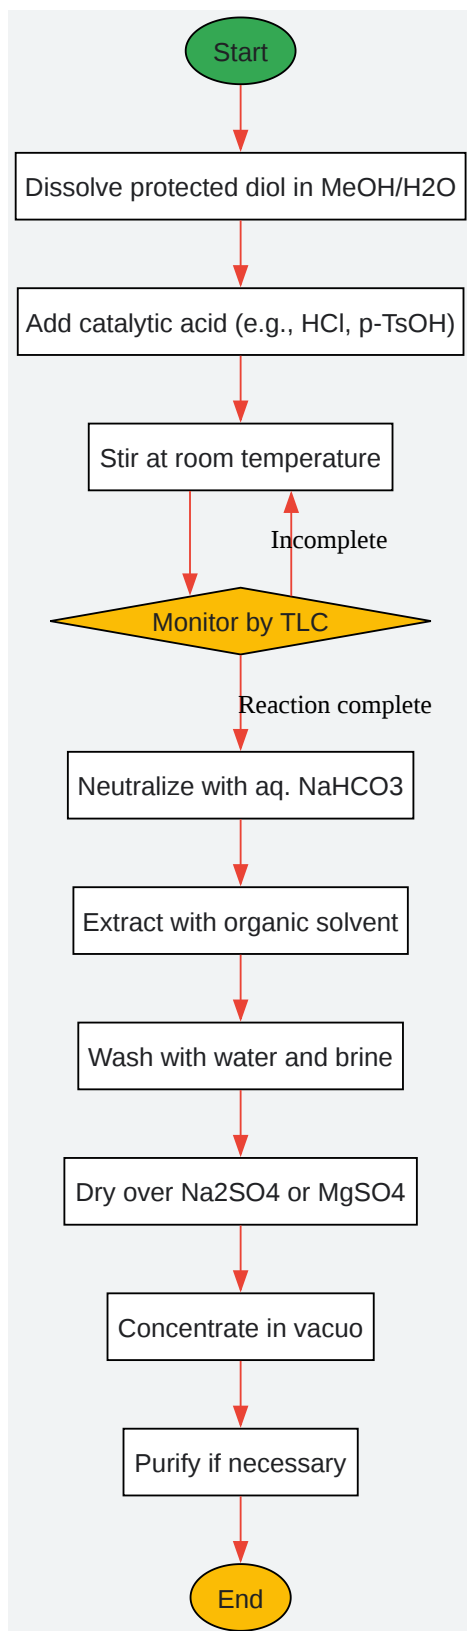 Start
Dissolve protected diol in MeOH/H2O
Add catalytic acid (e.g., HCl, p-TsOH)
Stir at room temperature
Incomplete
Monitor by TLC
Reaction complete
Neutralize with aq. NaHCO3
Extract with organic solvent
Wash with water and brine
Dry over Na2SO4 or MgSO4
Concentrate in vacuo
Purify if necessary
End